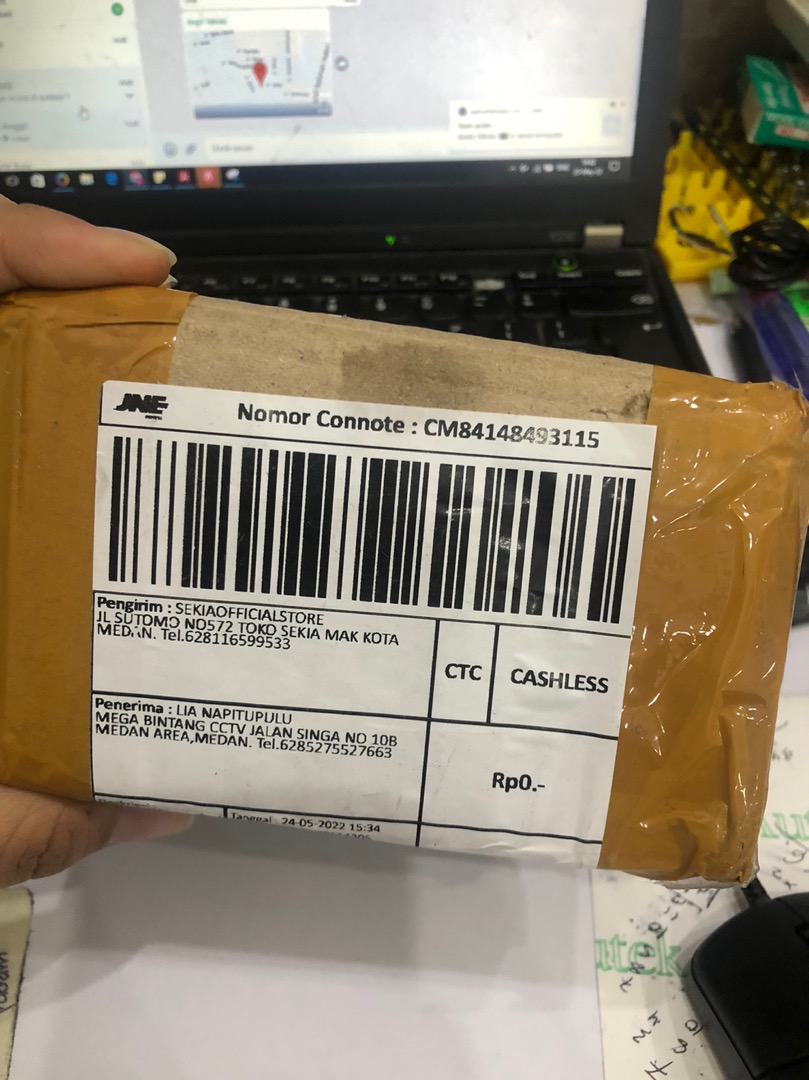 JNE
Nomor Connote : CM84148493115
Pengirim : SEKIAOFFICIALSTORE
JL SUTOMO NO572 TOKO SEKIA MAK KOTA
MEDAN. Tel.628116599533
CTC
CASHLESS
Penerima : LIA NAPITUPULU
MEGA BINTANG CCTV JALAN SINGA NO 10B
MEDAN AREA,MEDAN. Tel.6285275527663
Rp0.-
Tanggal 24-05-2022 15:34
utek